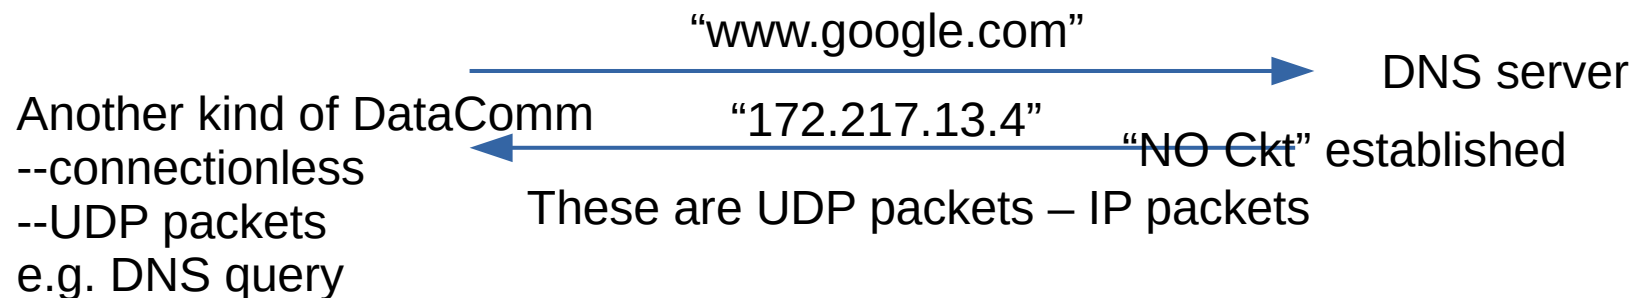 “www.google.com”
DNS server
Another kind of DataComm
“172.217.13.4”
“NO Ckt” established
--connectionless
These are UDP packets – IP packets
--UDP packets
e.g. DNS query